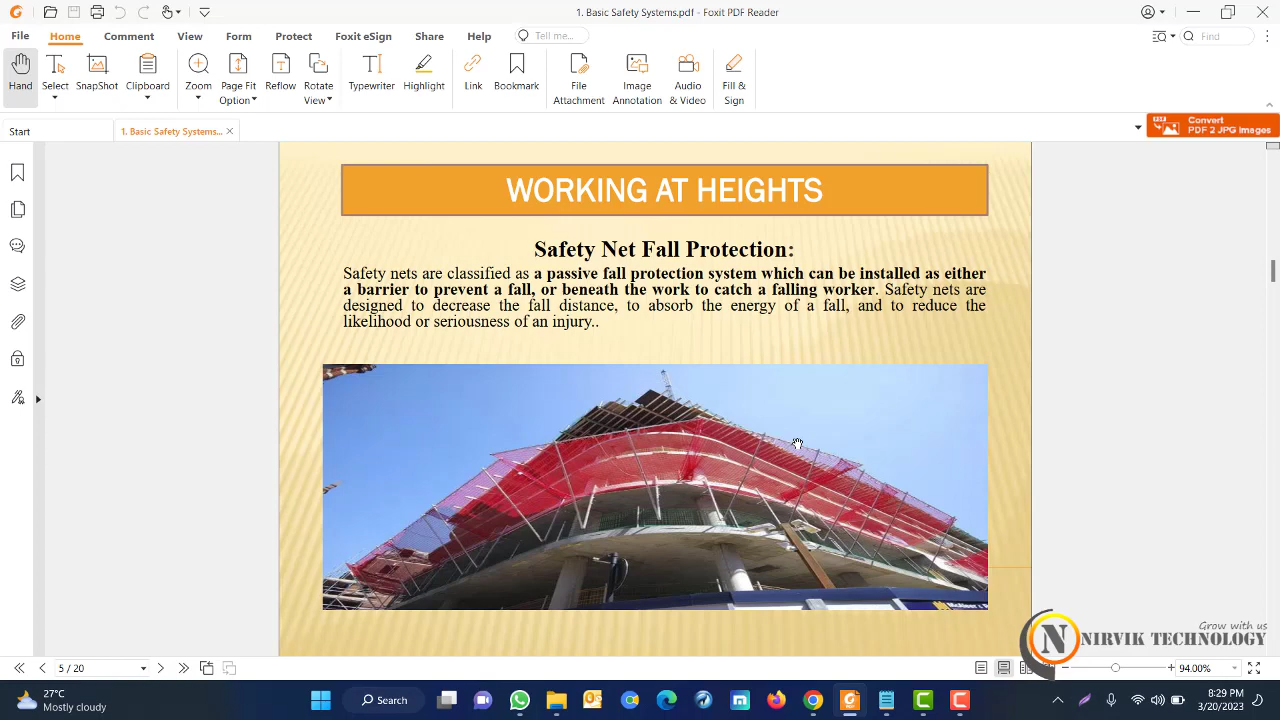 1. Basic Safety Systems.pdf - Foxit PDF Reader
File Home Comment View Form Protect Foxit eSign Share Help Tell me... Find
Hand Select SnapShot Clipboard Zoom Page Fit Option Reflow Rotate View Typewriter Highlight Link Bookmark File Attachment Image Annotation Audio & Video Fill & Sign
Start 1. Basic Safety Systems...
Convert
PDF 2 JPG Images
WORKING AT HEIGHTS
Safety Net Fall Protection:
Safety nets are classified as a passive fall protection system which can be installed as either
a barrier to prevent a fall, or beneath the work to catch a falling worker. Safety nets are
designed to decrease the fall distance, to absorb the energy of a fall, and to reduce the
likelihood or seriousness of an injury..
Grow with us
N NIRVIK TECHNOLOGY
5 / 20 94.00%
27°C
Mostly cloudy
Search
8:29 PM
3/20/2023